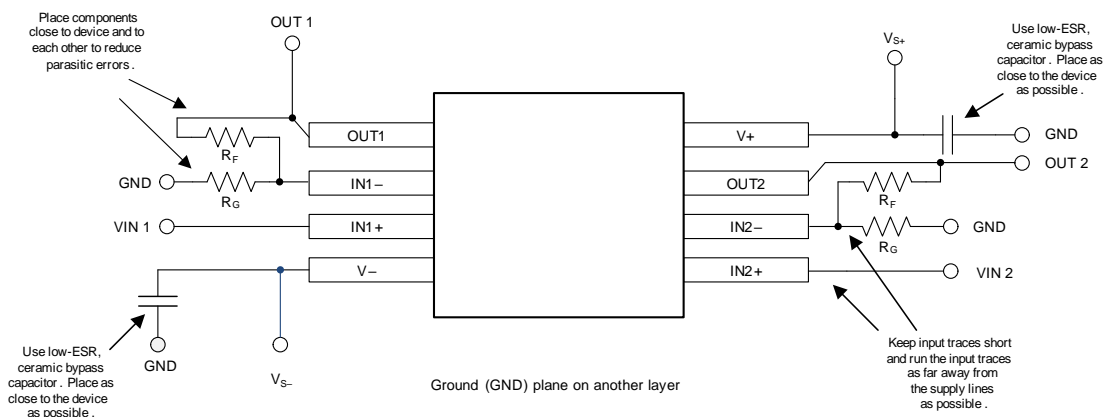 Place components
close to device and to
each other to reduce
parasitic errors .
OUT 1
VS+
Use low-ESR,
ceramic bypass
capacitor . Place as
close to the device
as possible .
OUT1
V+
GND
RF
OUT2
OUT 2
GND
RG
IN1−
RF
VIN 1
IN1+
IN2−
RG
GND
V−
IN2+
VIN 2
GND
Use low-ESR,
ceramic bypass
capacitor . Place as
close to the device
as possible .
VS−
Ground (GND) plane on another layer
Keep input traces short
and run the input traces
as far away from
the supply lines
as possible .